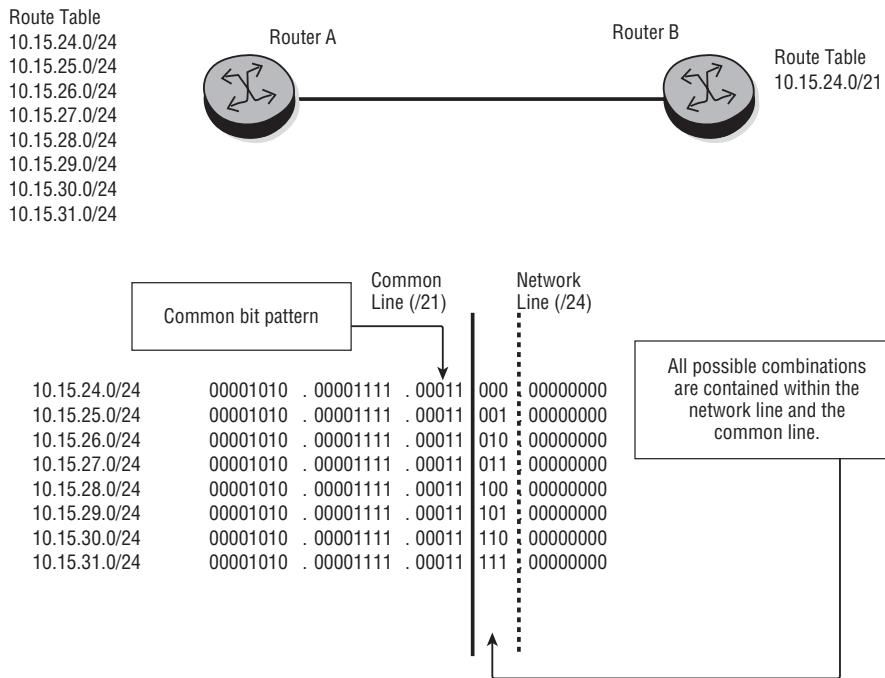 Route Table
10.15.24.0/24
10.15.25.0/24
10.15.26.0/24
10.15.27.0/24
10.15.28.0/24
10.15.29.0/24
10.15.30.0/24
10.15.31.0/24
Router A
Router B
Route Table
10.15.24.0/21
Common bit pattern
Common
Line (/21)
Network
Line (/24)
All possible combinations
are contained within the
network line and the
common line.
10.15.24.0/24 00001010 . 00001111 . 00011 000 . 00000000
10.15.25.0/24 00001010 . 00001111 . 00011 001 . 00000000
10.15.26.0/24 00001010 . 00001111 . 00011 010 . 00000000
10.15.27.0/24 00001010 . 00001111 . 00011 011 . 00000000
10.15.28.0/24 00001010 . 00001111 . 00011 100 . 00000000
10.15.29.0/24 00001010 . 00001111 . 00011 101 . 00000000
10.15.30.0/24 00001010 . 00001111 . 00011 110 . 00000000
10.15.31.0/24 00001010 . 00001111 . 00011 111 . 00000000